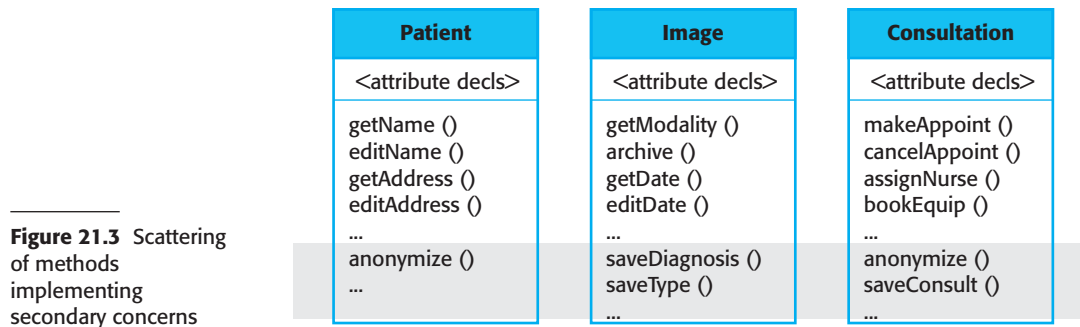 Patient
<attribute decls>
getName ()
editName ()
getAddress ()
editAddress ()
...
anonymize ()
...
Image
<attribute decls>
getModality ()
archive ()
getDate ()
editDate ()
...
saveDiagnosis ()
saveType ()
...
Consultation
<attribute decls>
makeAppoint ()
cancelAppoint ()
assignNurse ()
bookEquip ()
...
anonymize ()
saveConsult ()
...
Figure 21.3 Scattering
of methods
implementing
secondary concerns